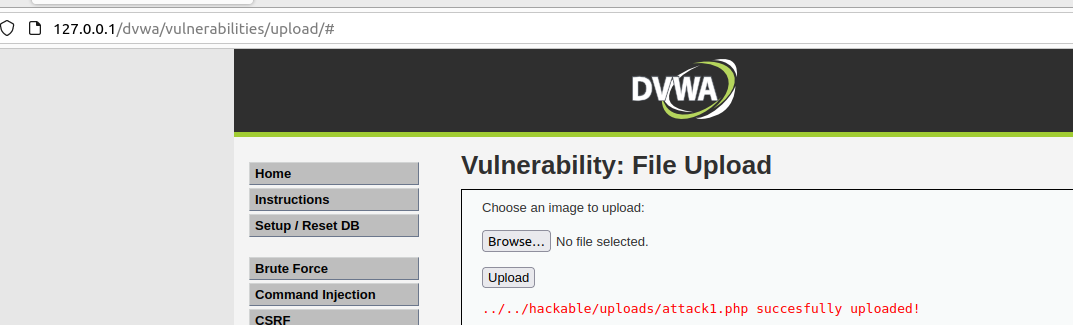 127.0.0.1/dvwa/vulnerabilities/upload/#
DVWA
Vulnerability: File Upload
Home
Instructions
Setup / Reset DB
Brute Force
Command Injection
CSRF
Choose an image to upload:
Browse... No file selected.
Upload
../../hackable/uploads/attack1.php succesfully uploaded!